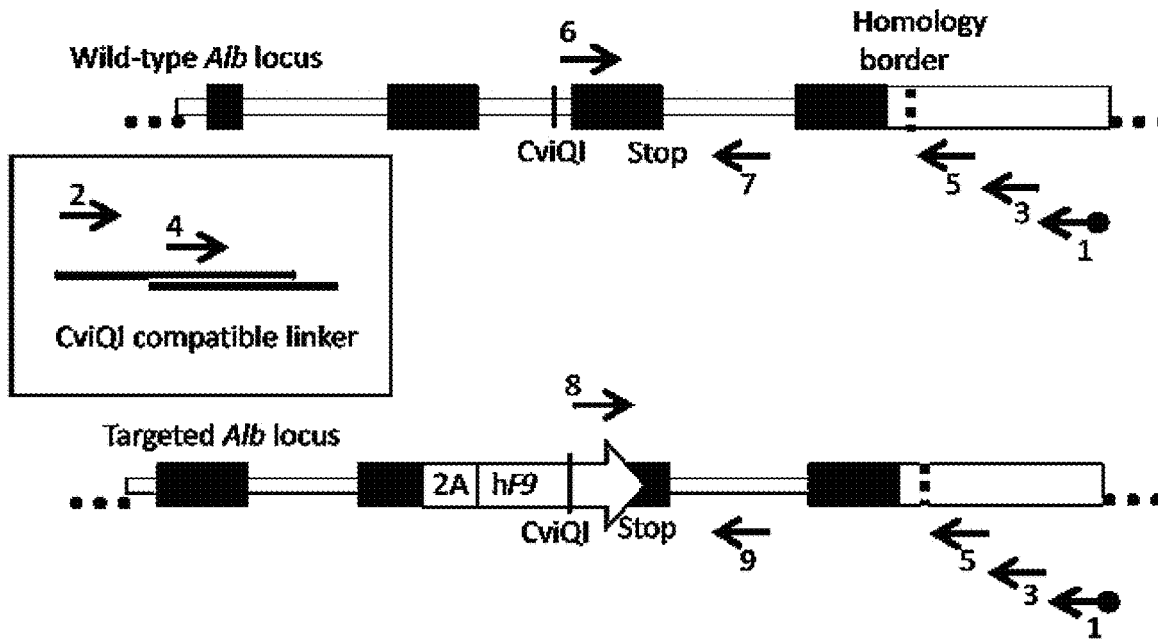 6
Homology
border
Wild-type Alb locus
CviQI
Stop
7
5
3
1
2
4
CviQI compatible linker
8
Targeted Alb locus
2A
hF9
CviQI
Stop
9
5
3
1